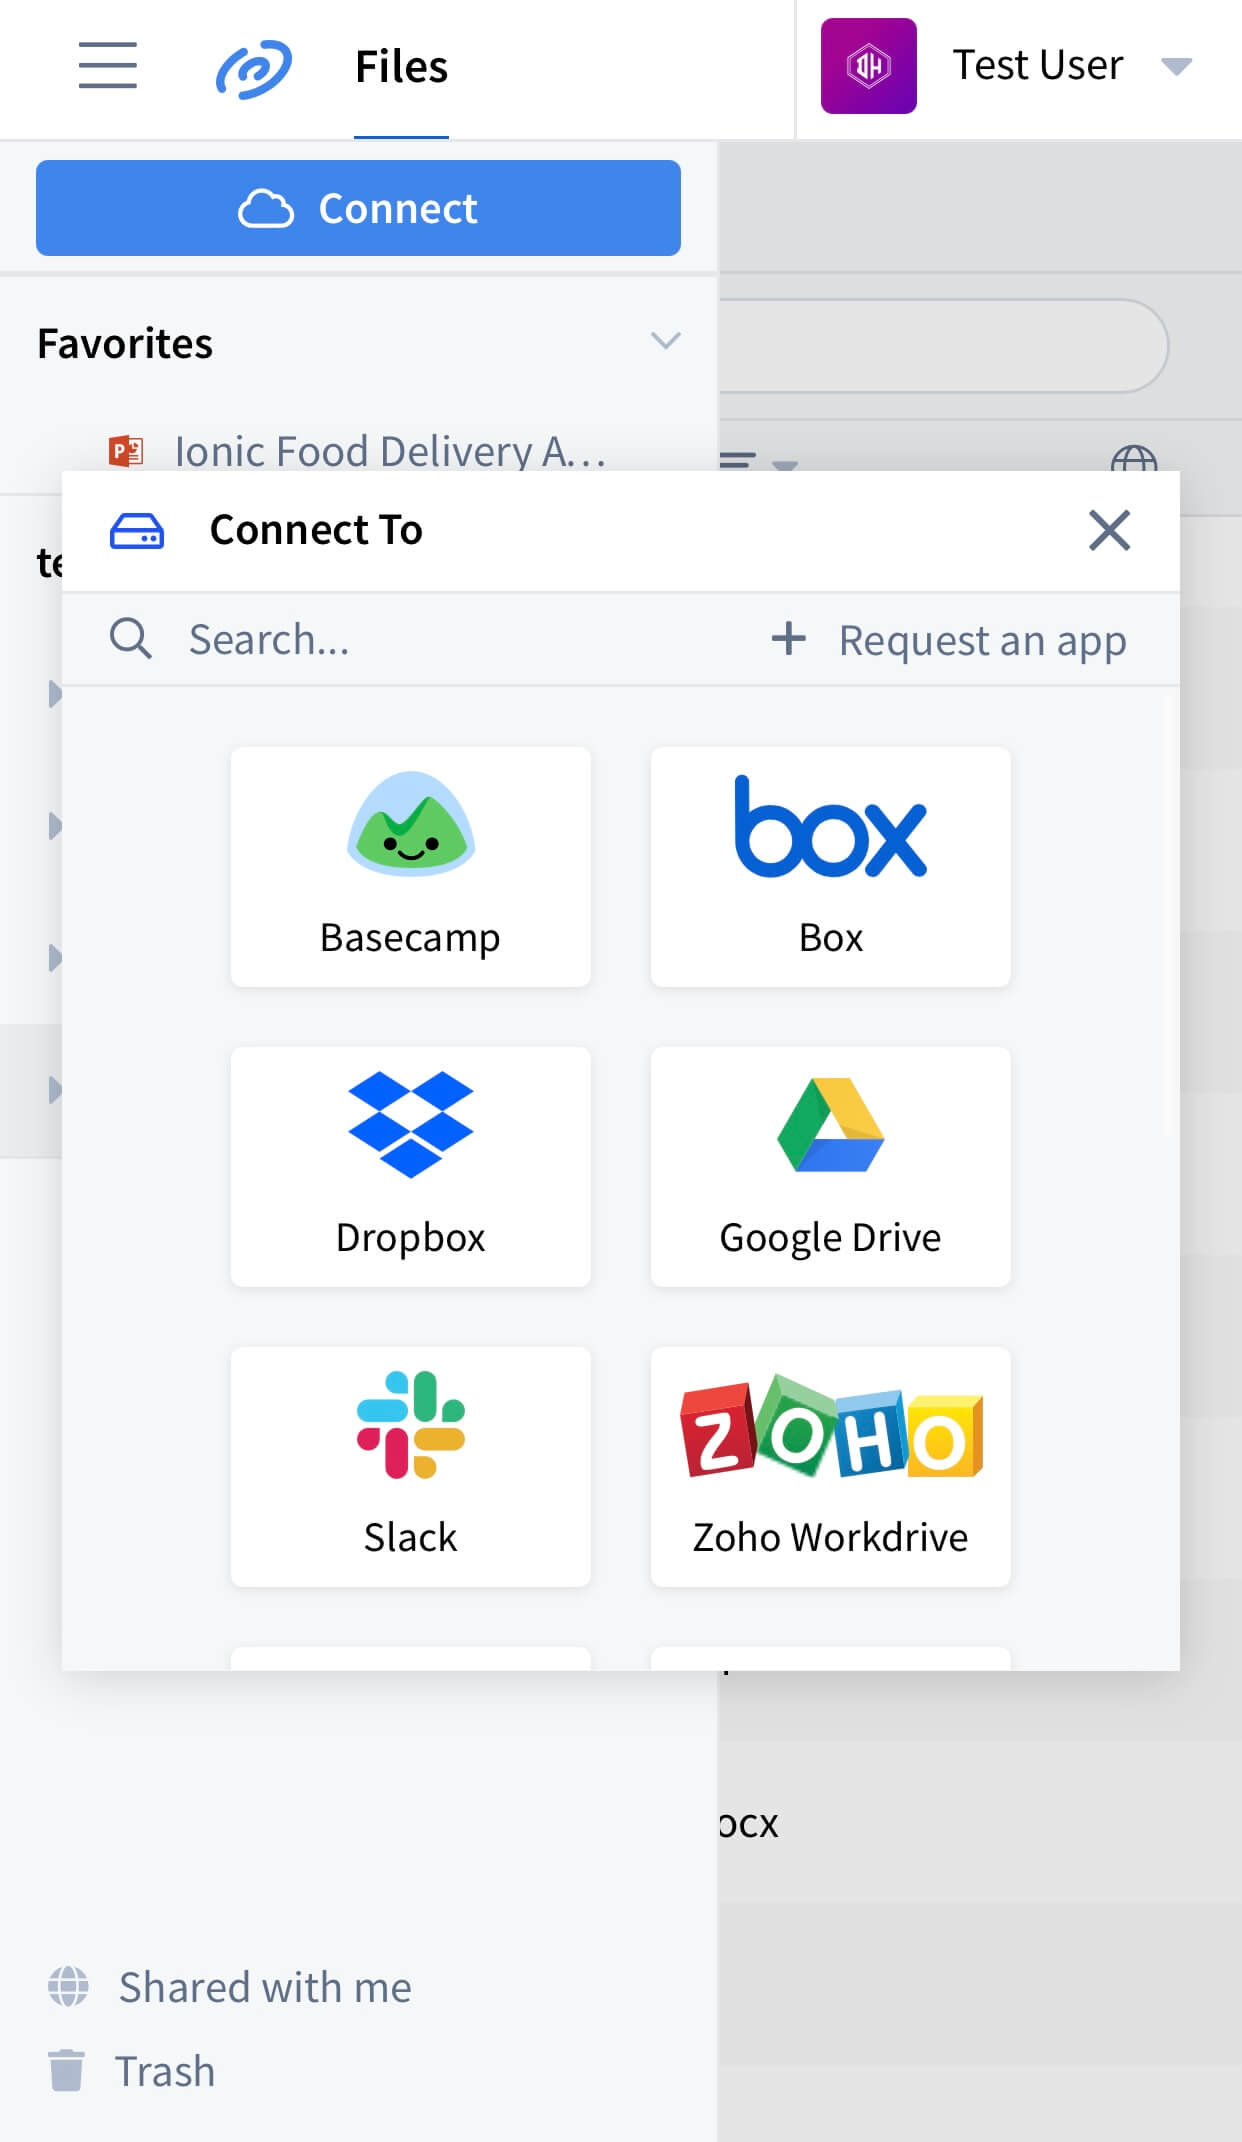 Files
Test User
Connect
Favorites
Ionic Food Delivery A...
Connect To
Search...
Request an app
box
Basecamp
Box
Dropbox
Google Drive
ZOHO
Slack
Zoho Workdrive
ocx
Shared with me
Trash